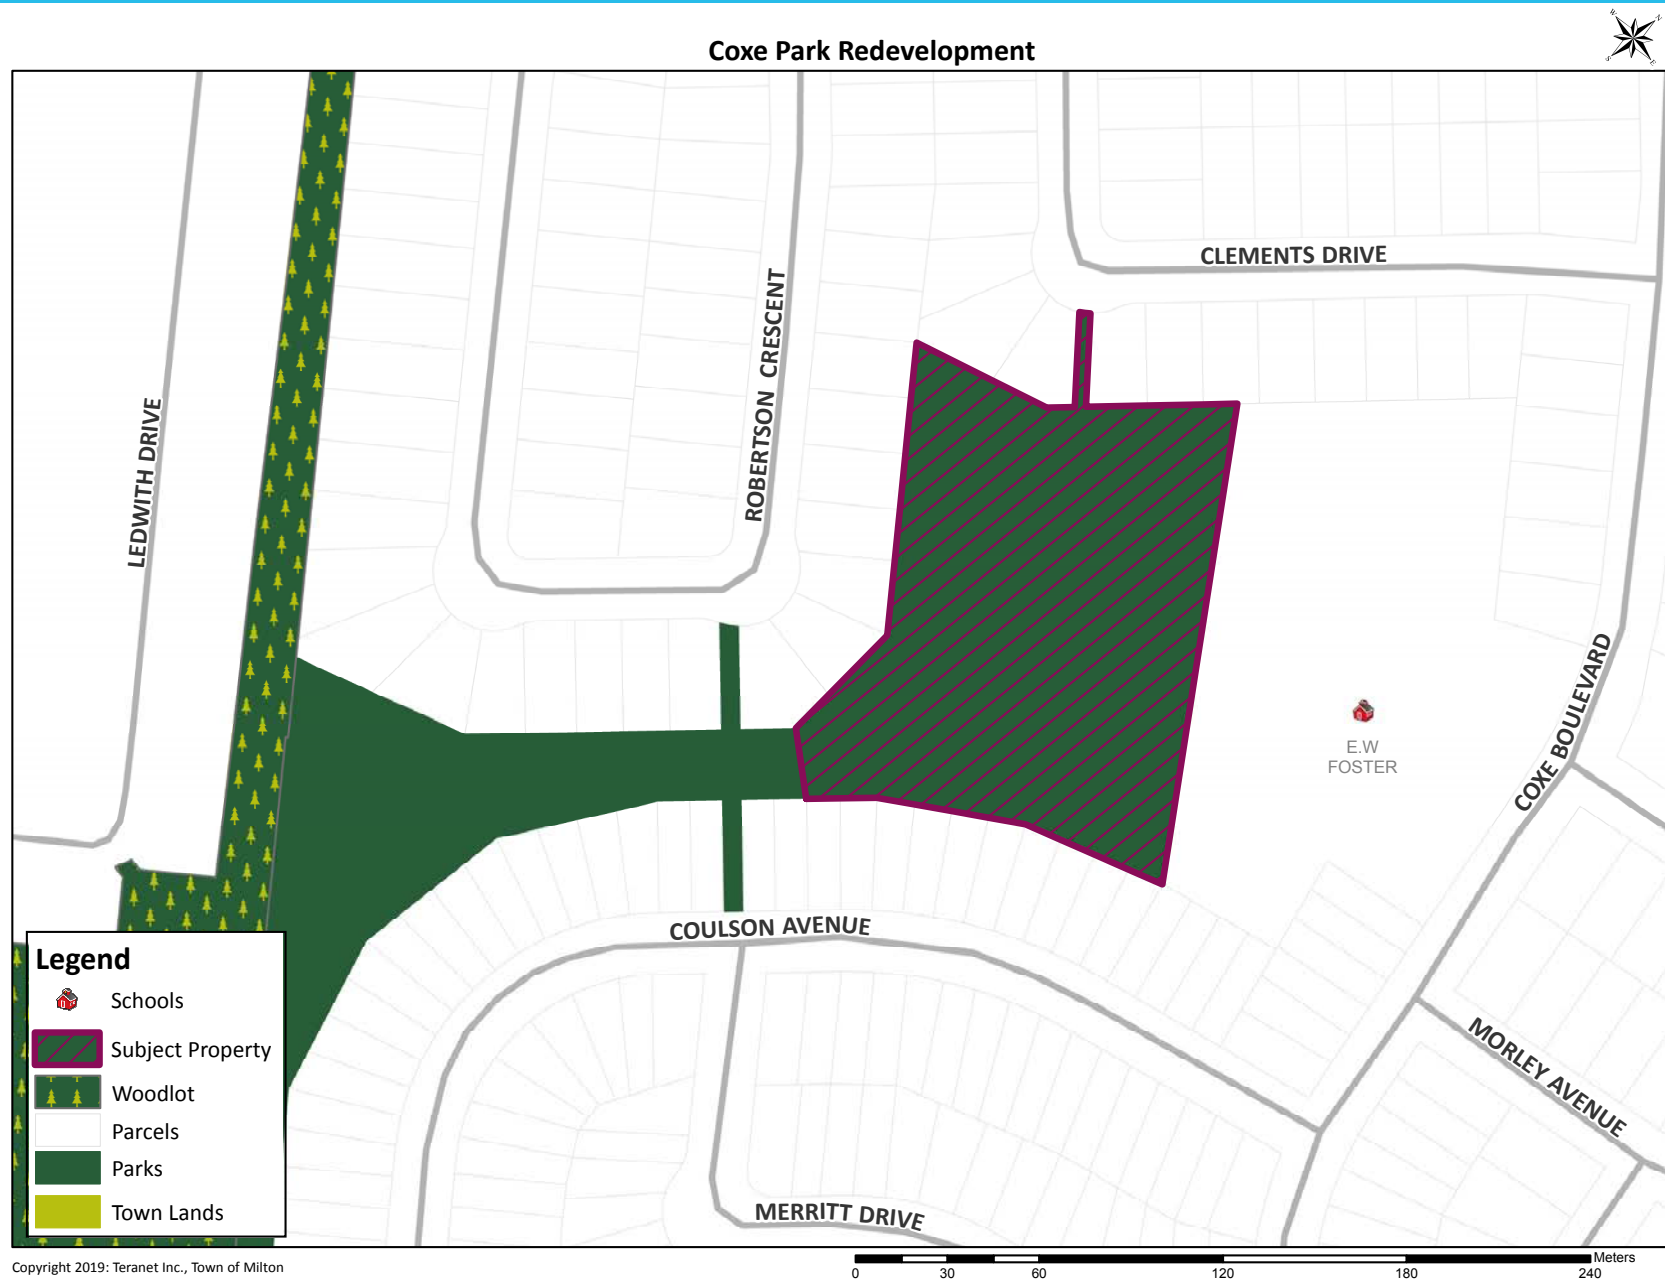 Coxe Park Redevelopment
W
N
S
E
CLEMENTS DRIVE
ROBERTSON CRESCENT
LEDWITH DRIVE
E.W
FOSTER
COXE BOULEVARD
COULSON AVENUE
MORLEY AVENUE
MERRITT DRIVE
Legend
Schools
Subject Property
Woodlot
Parcels
Parks
Town Lands
Copyright 2019: Teranet Inc., Town of Milton
Meters
0 30 60 120 180 240